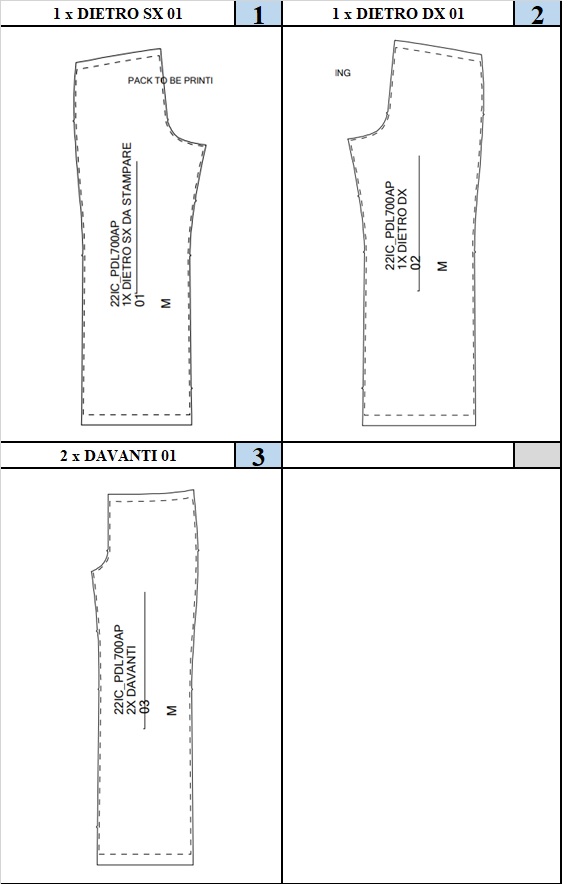 1 x DIETRO SX 01
1
PACK TO BE PRINTI
22IC_PDL700AP
1X DIETRO SX DA STAMPARE
01
M
1 x DIETRO DX 01
2
ING
22IC_PDL700AP
1X DIETRO DX
02
M
2 x DAVANTI 01
3
22IC_PDL700AP
2X DAVANTI
03
M